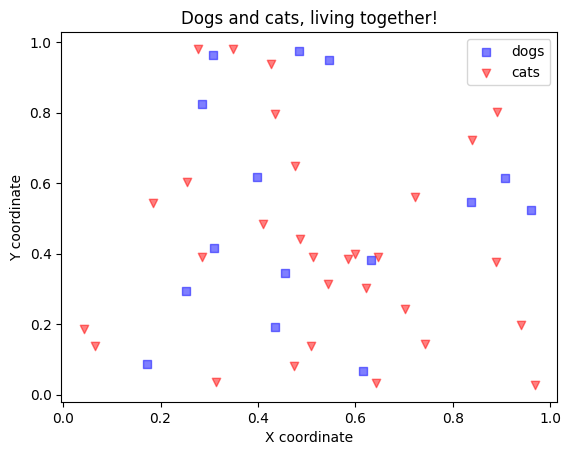 Dogs and cats, living together!
dogs
cats
1.0
0.8
0.6
0.4
0.2
0.0
Y coordinate
0.0 0.2 0.4 0.6 0.8 1.0
X coordinate